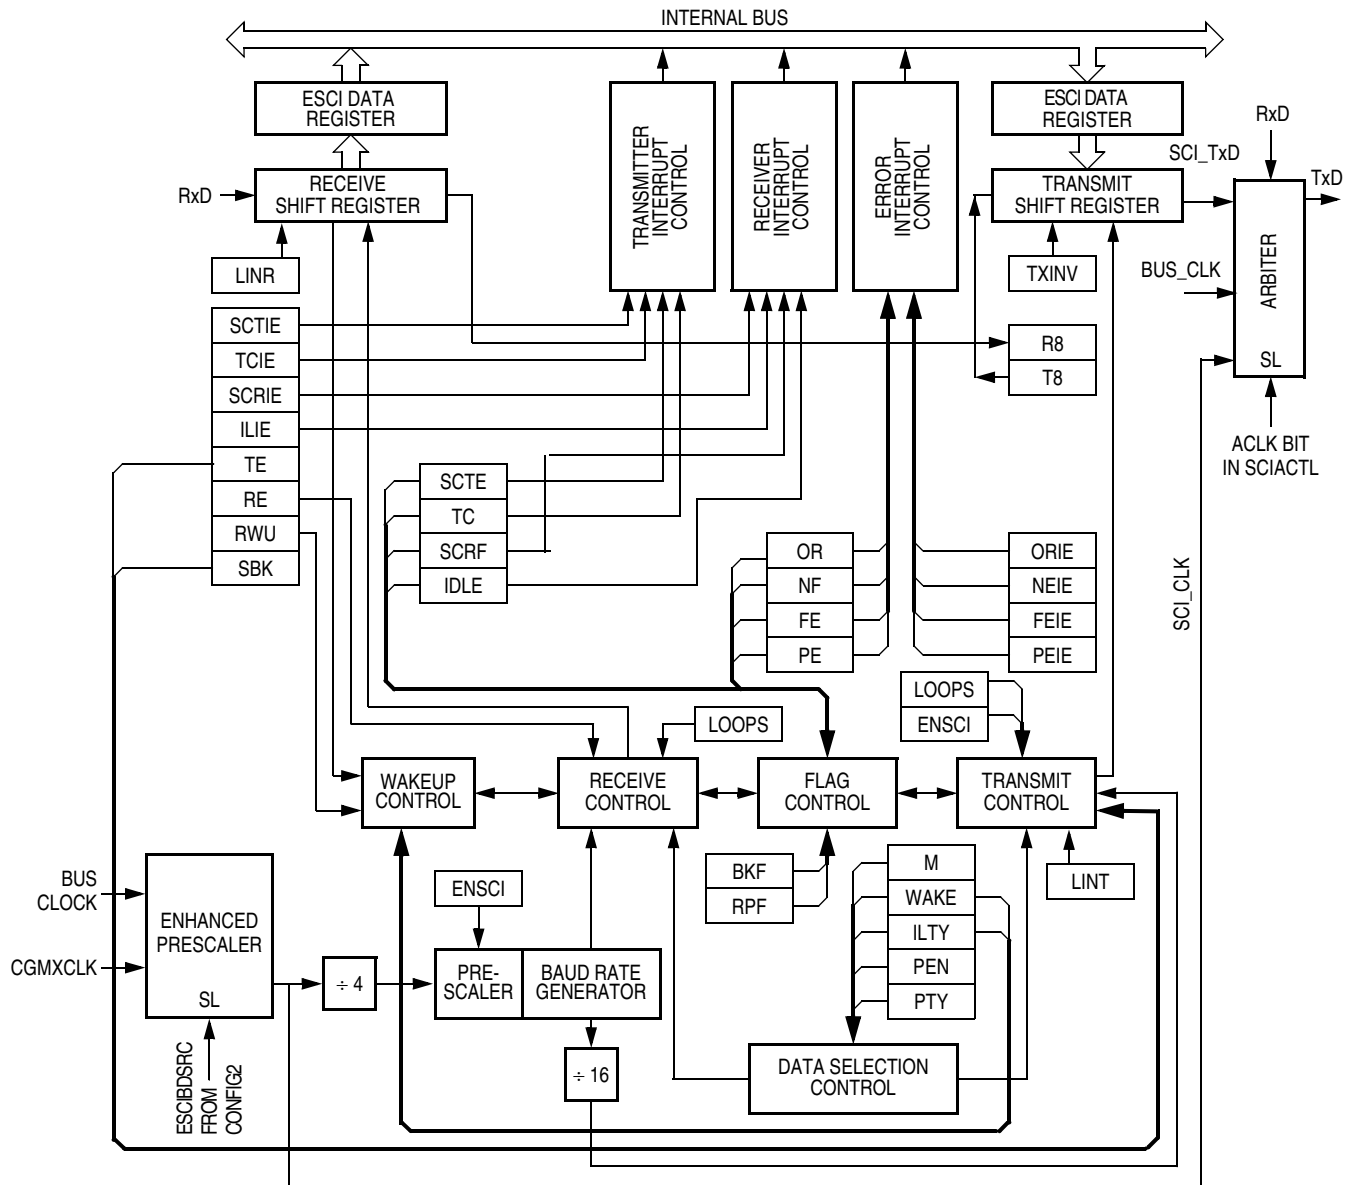 INTERNAL BUS
ESCI DATA
REGISTER
ESCI DATA
REGISTER
TRANSMITTER
INTERRUPT
CONTROL
RECEIVER
INTERRUPT
CONTROL
ERROR
INTERRUPT
CONTROL
RxD
RECEIVE
SHIFT REGISTER
TRANSMIT
SHIFT REGISTER
SCI_TxD
RxD
TxD
LINR
TXINV
BUS_CLK
ARBITER
SL
ACLK BIT
IN SCIACTL
SCTIE
TCIE
SCRIE
ILIE
TE
RE
RWU
SBK
R8
T8
SCTE
TC
SCRF
IDLE
OR
NF
FE
PE
ORIE
NEIE
FEIE
PEIE
SCI_CLK
LOOPS
LOOPS
ENSCI
WAKEUP
CONTROL
RECEIVE
CONTROL
FLAG
CONTROL
TRANSMIT
CONTROL
BKF
RPF
M
WAKE
ILTY
PEN
PTY
LINT
BUS
CLOCK
CGMXCLK
ENHANCED
PRESCALER
SL
ESCIBDSRC
FROM
CONFIG2
÷ 4
ENSCI
PRE-
SCALER
BAUD RATE
GENERATOR
÷ 16
DATA SELECTION
CONTROL